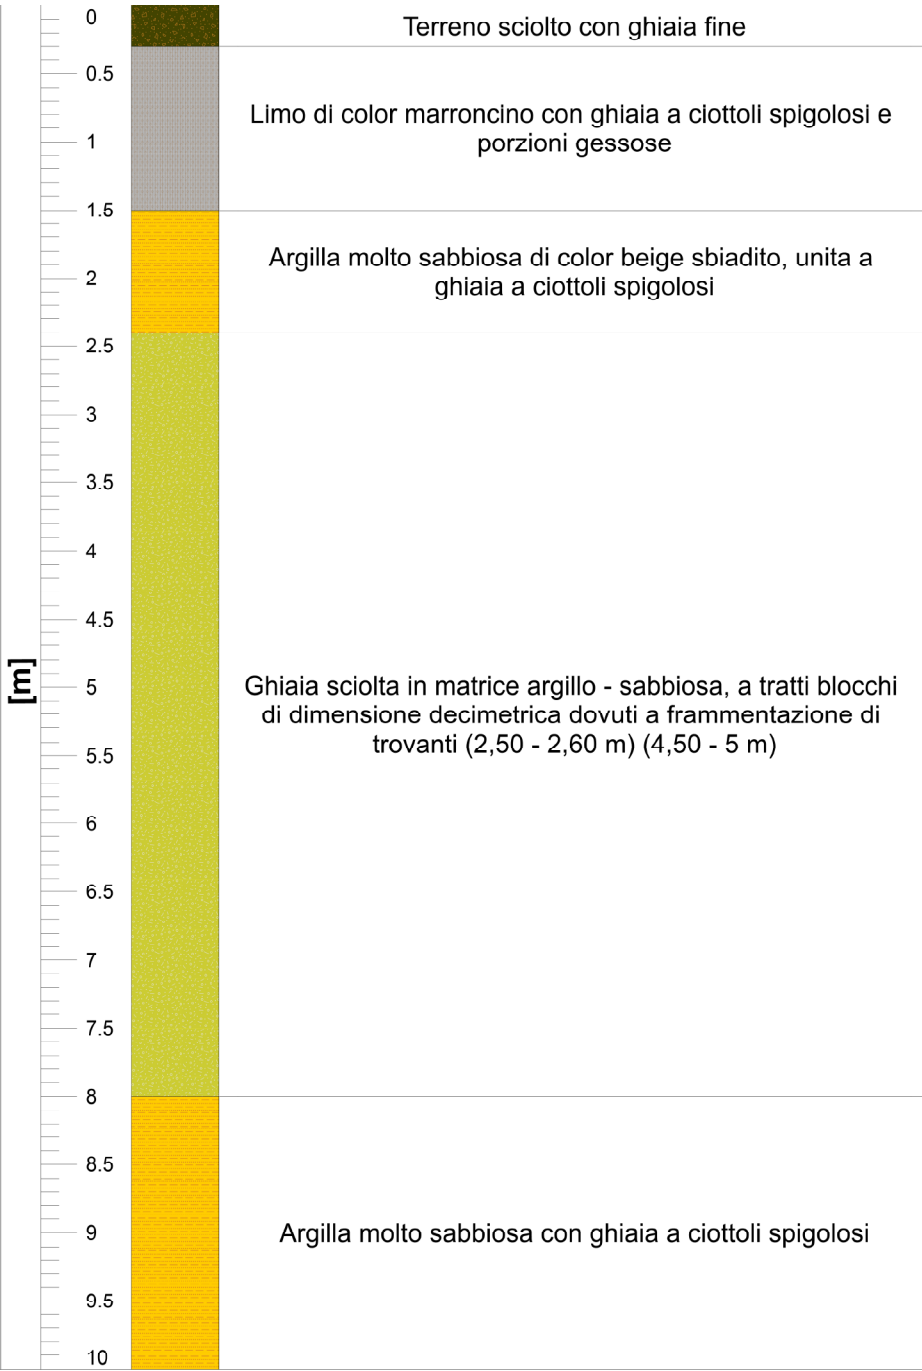 0
Terreno sciolto con ghiaia fine
0.5
Limo di color marroncino con ghiaia a ciottoli spigolosi e
1
porzioni gessose
1.5
Argilla molto sabbiosa di color beige sbiadito, unita a
2
ghiaia a ciottoli spigolosi
2.5
3
3.5
4
4.5
[m]
5
Ghiaia sciolta in matrice argillo - sabbiosa, a tratti blocchi
di dimensione decimetrica dovuti a frammentazione di
trovanti (2,50 - 2,60 m) (4,50 - 5 m)
5.5
6
6.5
7
7.5
8
8.5
9
Argilla molto sabbiosa con ghiaia a ciottoli spigolosi
9.5
10